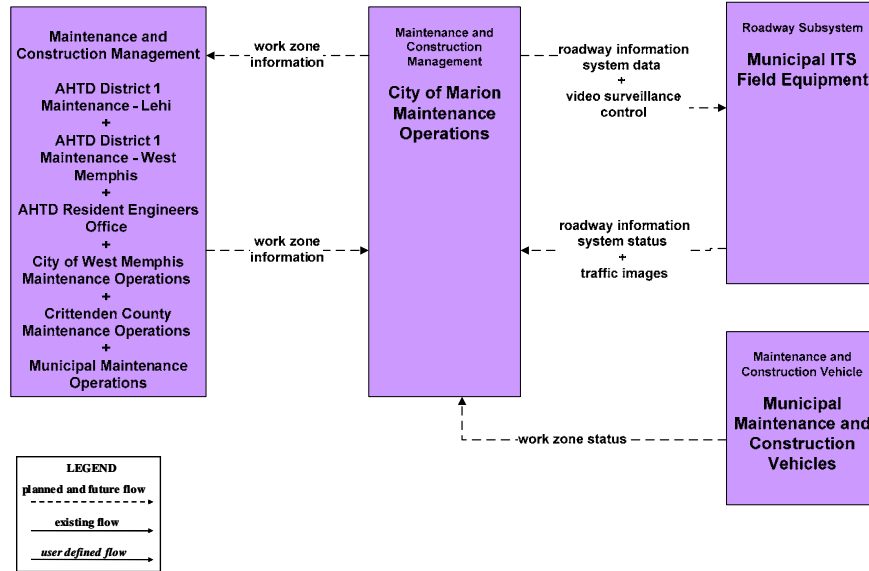 Maintenance and
Construction Management
AHTD District 1
Maintenance - Lehi
+
AHTD District 1
Maintenance - West
Memphis
+
AHTD Resident Engineers
Office
+
City of West Memphis
Maintenance Operations
+
Crittenden County
Maintenance Operations
+
Municipal Maintenance
Operations
work zone
information
work zone
information
Maintenance and
Construction
Management
City of Marion
Maintenance
Operations
roadway information
system data
+
video surveillance
control
roadway information
system status
+
traffic images
work zone status
Roadway Subsystem
Municipal ITS
Field Equipment
Maintenance and
Construction Vehicle
Municipal
Maintenance and
Construction
Vehicles
LEGEND
planned and future flow
existing flow
user defined flow